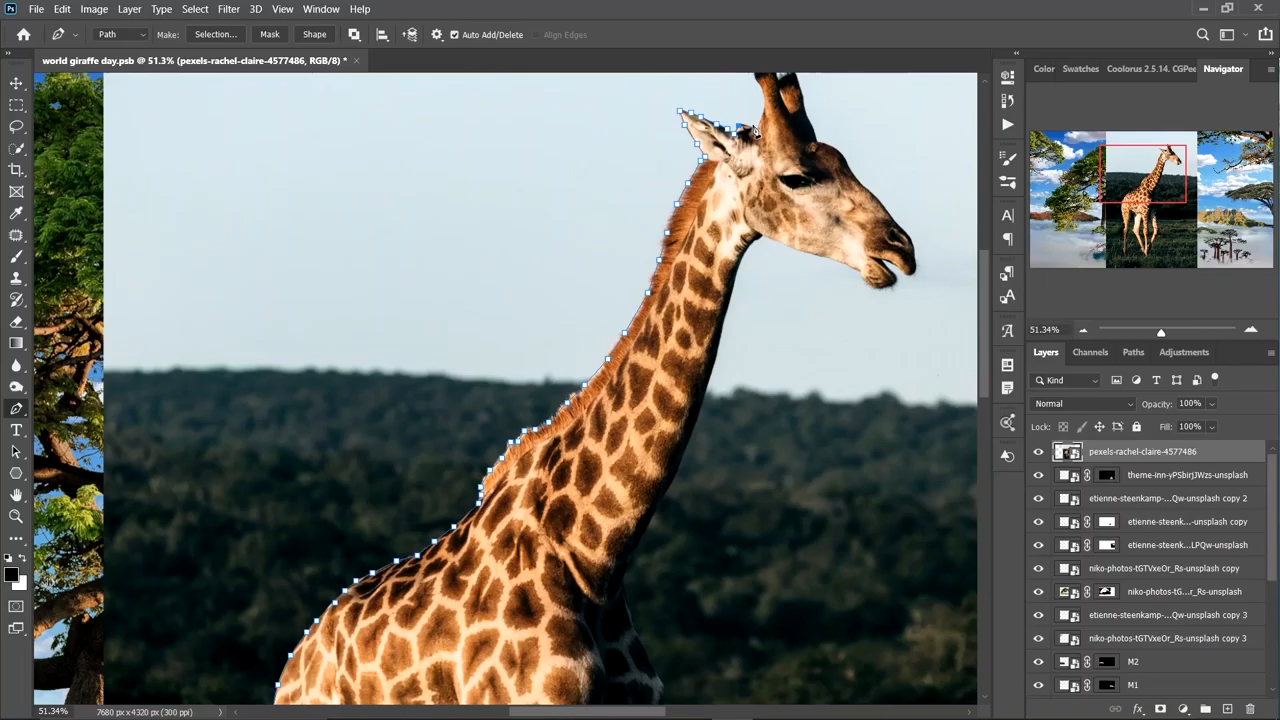 Ps File Edit Image Layer Type Select Filter 3D View Window Help
Path Make: Selection... Mask Shape Auto Add/Delete Align Edges
world giraffe day.psb @ 51.3% (pexels-rachel-claire-4577486, RGB/8) * ×
Color Swatches Coolorus 2.5.14. CGPee Navigator
51.34%
Layers Channels Paths Adjustments
Kind
Normal Opacity: 100%
Lock: Fill: 100%
pexels-rachel-claire-4577486
theme-inn-yPSbirjJWzs-unsplash
etienne-steenkamp-...Qw-unsplash copy 2
etienne-steenk...-unsplash copy
etienne-steenk...LPQw-unsplash
niko-photos-tGTVxeOr_Rs-unsplash copy
niko-photos-tG...r_Rs-unsplash
etienne-steenkamp-...Qw-unsplash copy 3
niko-photos-tGTVxeOr_Rs-unsplash copy 3
M2
M1
51.34% 7680 px x 4320 px (300 ppi)